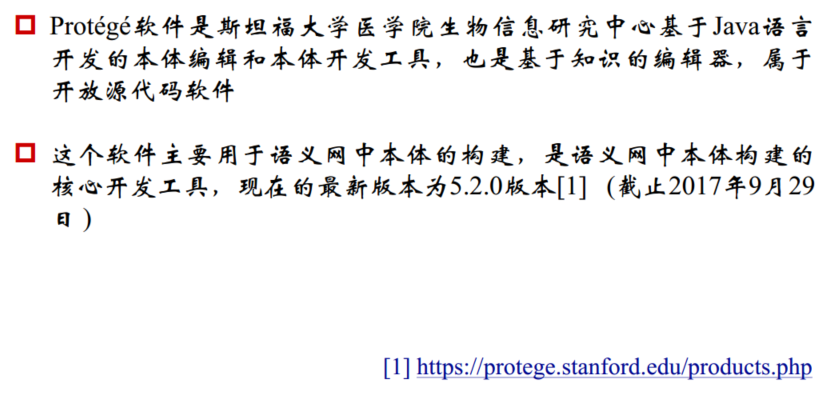 Protégé软件是斯坦福大学医学院生物信息研究中心基于Java语言
开发的本体编辑和本体开发工具，也是基于知识的编辑器，属于
开放源代码软件
这个软件主要用于语义网中本体的构建，是语义网中本体构建的
核心开发工具，现在的最新版本为5.2.0版本[1]（截止2017年9月29
日）
[1] https://protege.stanford.edu/products.php